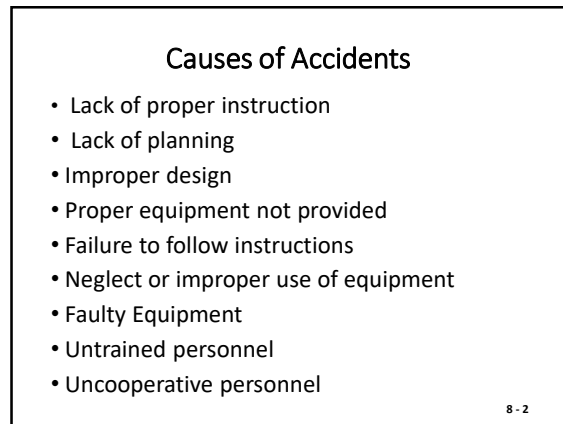 Causes of Accidents
• Lack of proper instruction
• Lack of planning
• Improper design
• Proper equipment not provided
• Failure to follow instructions
• Neglect or improper use of equipment
• Faulty Equipment
• Untrained personnel
• Uncooperative personnel
8 - 2